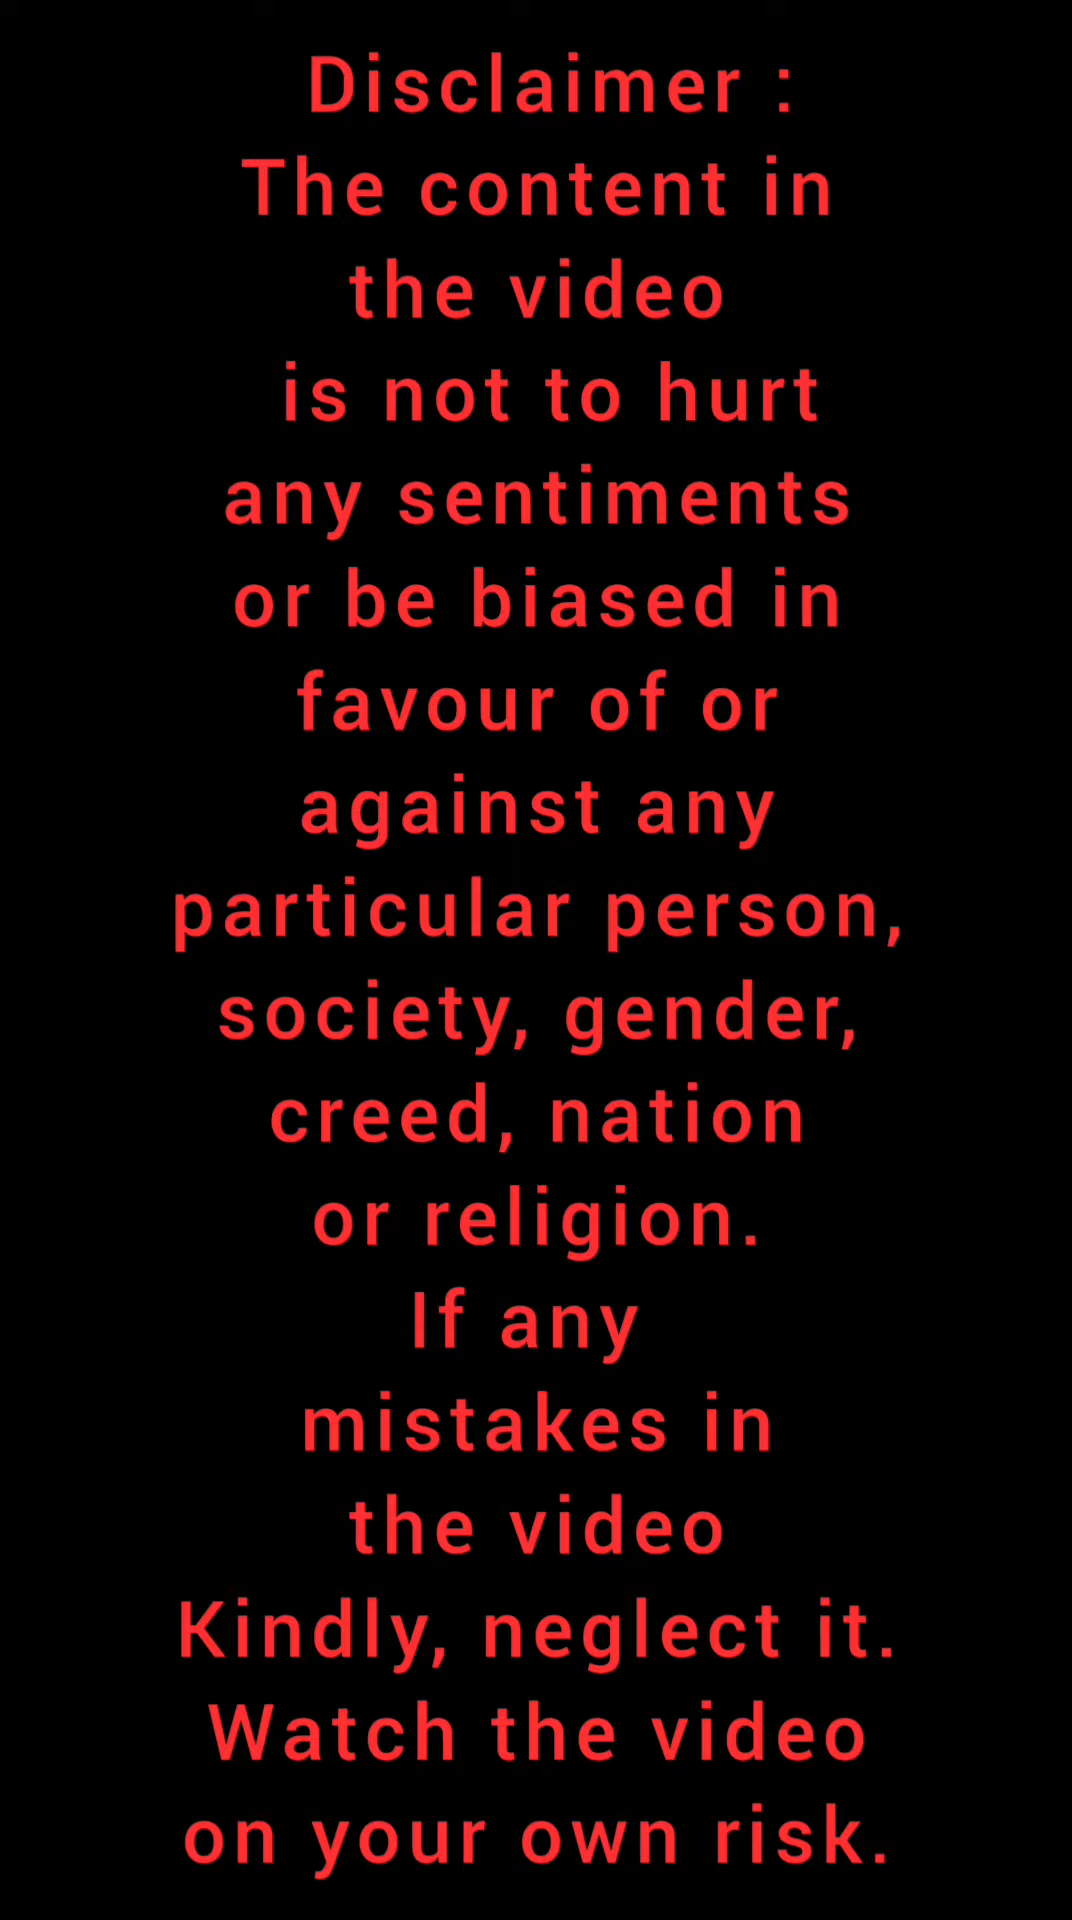 Disclaimer :
The content in
the video
is not to hurt
any sentiments
or be biased in
favour of or
against any
particular person,
society, gender,
creed, nation
or religion.
If any
mistakes in
the video
Kindly, neglect it.
Watch the video
on your own risk.